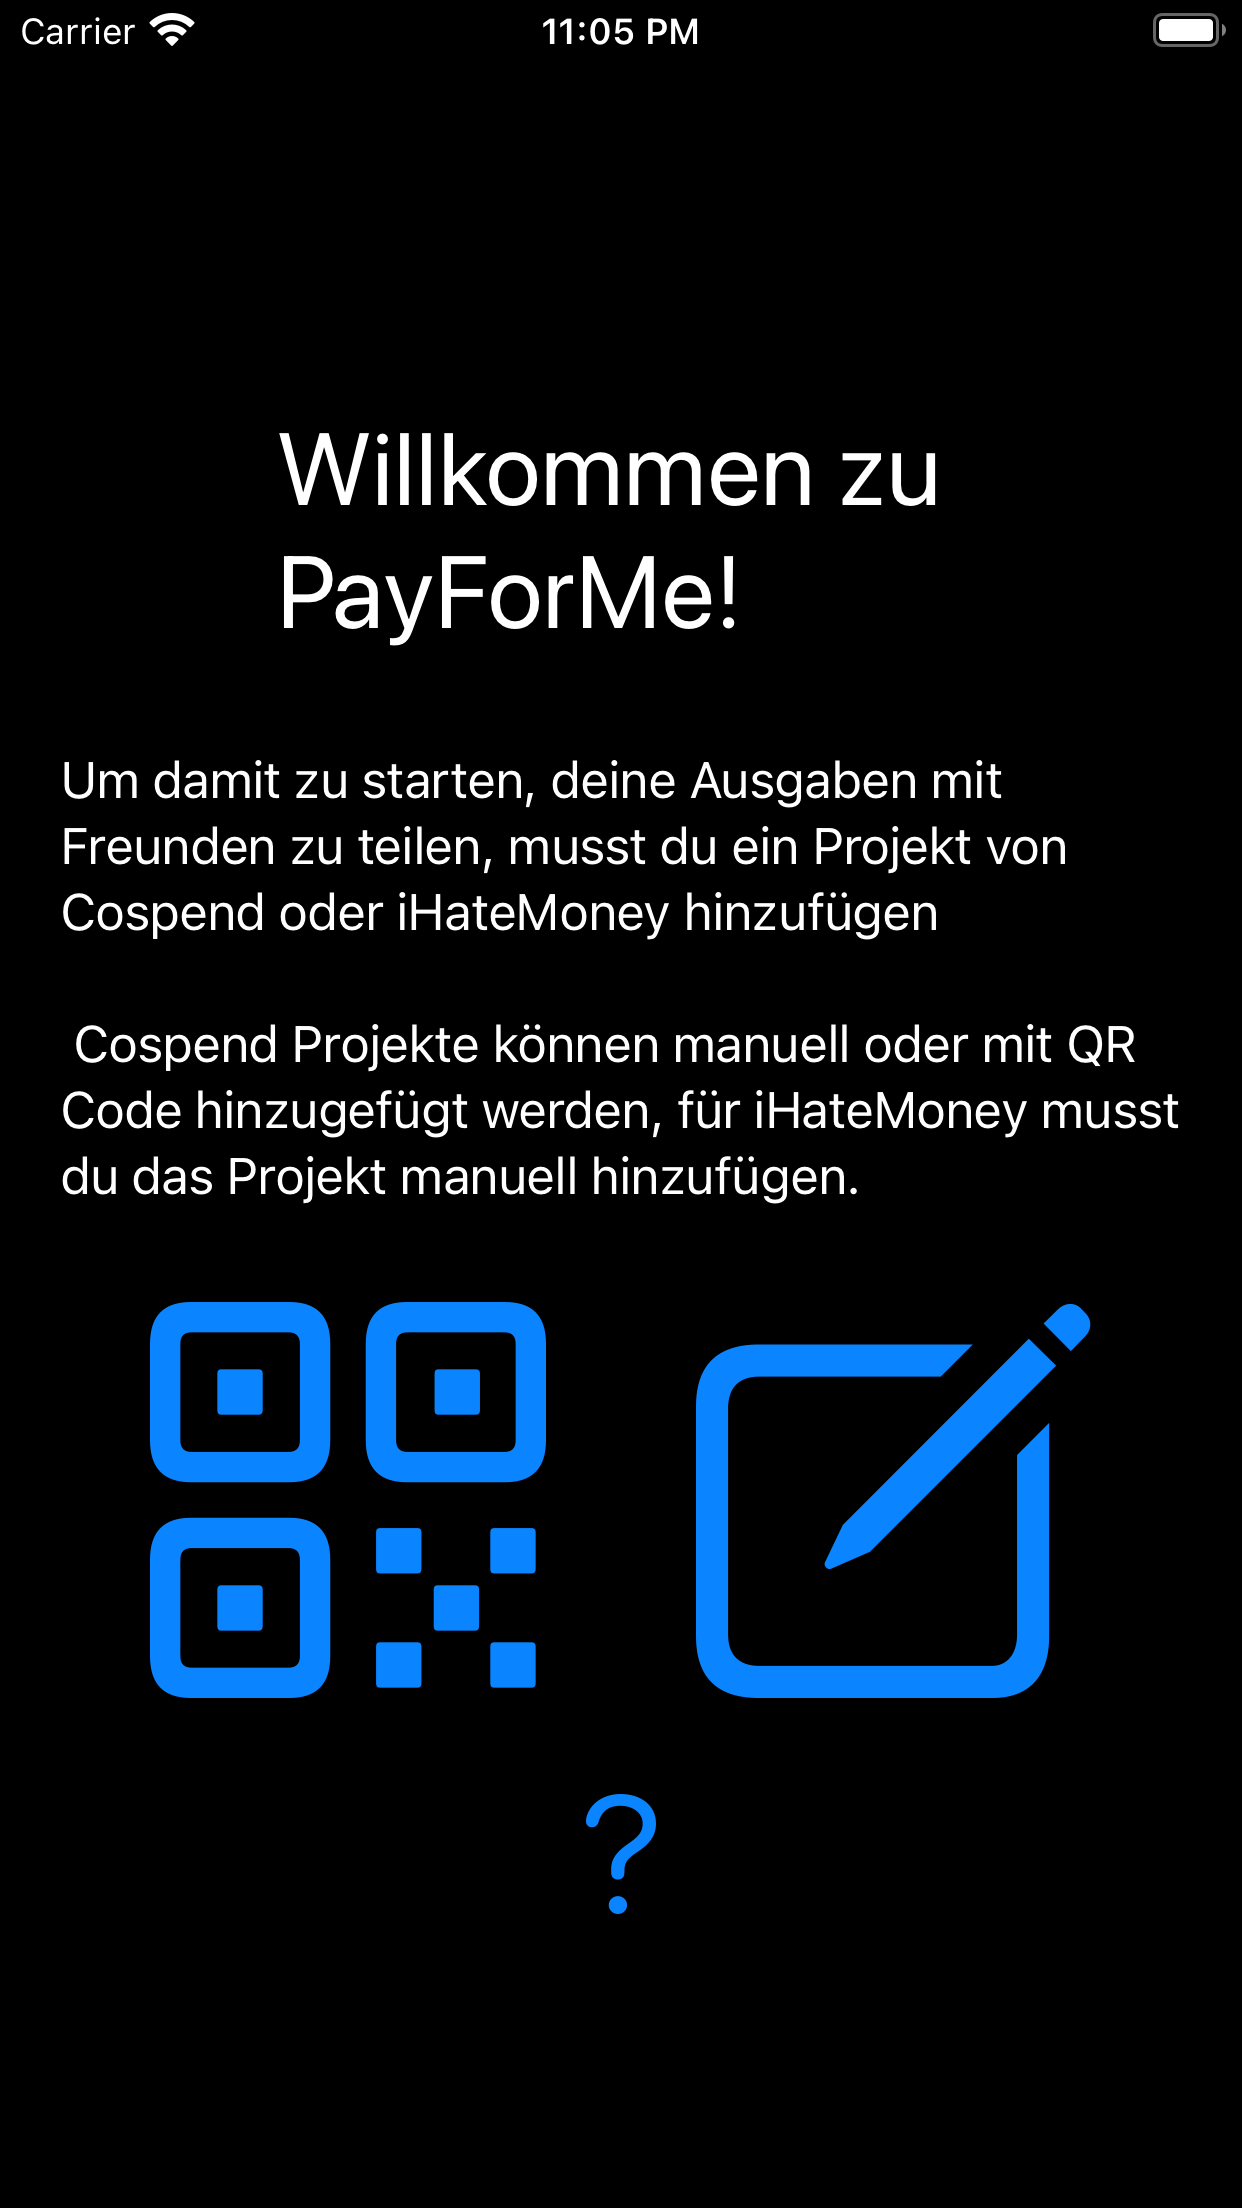 Carrier 11:05 PM
Willkommen zu
PayForMe!
Um damit zu starten, deine Ausgaben mit
Freunden zu teilen, musst du ein Projekt von
Cospend oder iHateMoney hinzufügen
Cospend Projekte können manuell oder mit QR
Code hinzugefügt werden, für iHateMoney musst
du das Projekt manuell hinzufügen.
?